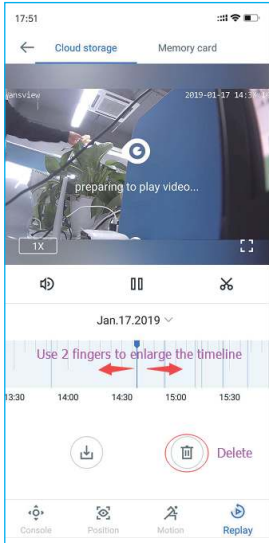 17:51
Cloud storage Memory card
ansview 2019-01-17 14:3
preparing to play video...
1X
Jan.17.2019
Use 2 fingers to enlarge the timeline
13:30 14:00 14:30 15:00 15:30
Delete
Console Position Motion Replay